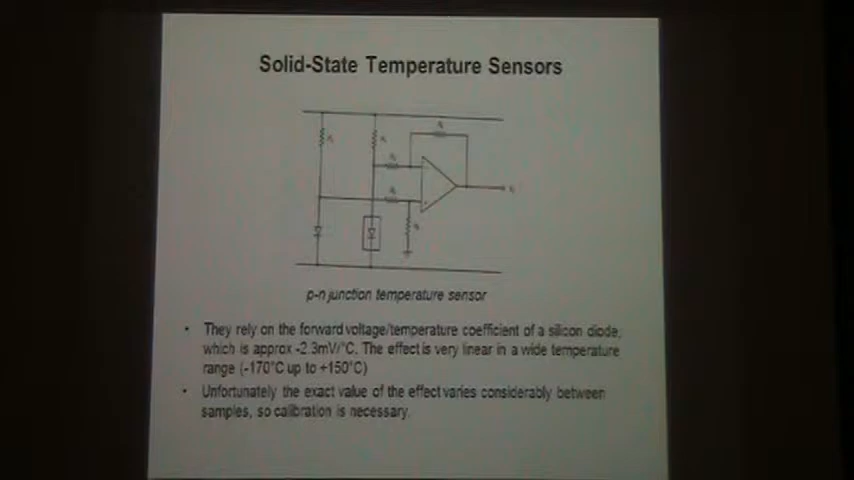 Solid-State Temperature Sensors
p-n junction temperature sensor
• They rely on the forward voltage/temperature coefficient of a silicon diode,
which is approx -2.3mV/°C. The effect is very linear in a wide temperature
range (-170°C up to +150°C)
• Unfortunately the exact value of the effect varies considerably between
samples, so calibration is necessary.